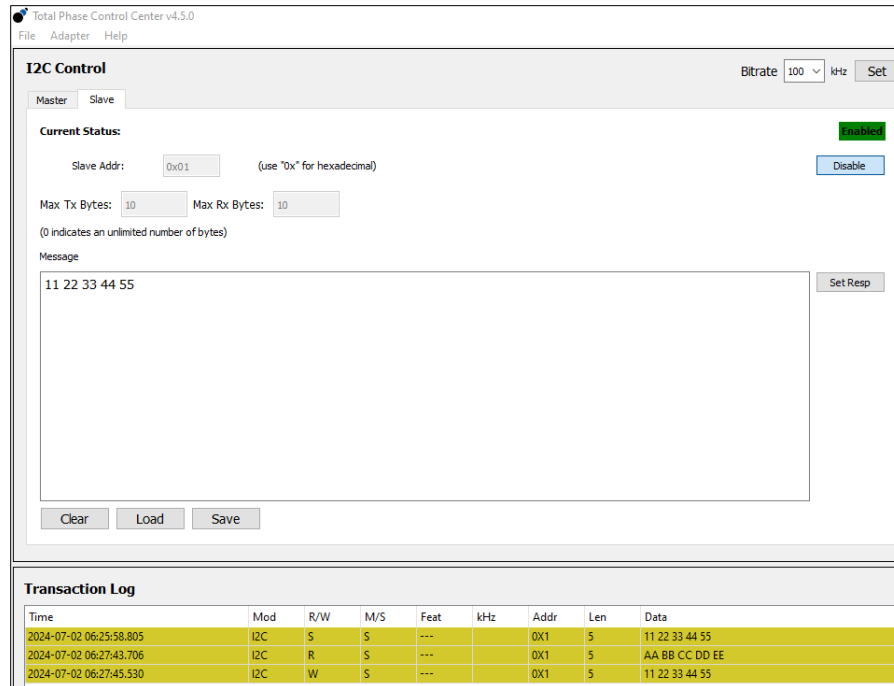 Total Phase Control Center v4.5.0
File Adapter Help
I2C Control
Bitrate 100 kHz Set
Master Slave
Current Status: Enabled
Slave Addr: 0x01 (use "0x" for hexadecimal) Disable
Max Tx Bytes: 10 Max Rx Bytes: 10
(0 indicates an unlimited number of bytes)
Message
11 22 33 44 55 Set Resp
Clear Load Save
Transaction Log
Time Mod R/W M/S Feat kHz Addr Len Data
2024-07-02 06:25:58.805 I2C S S --- 0X1 5 11 22 33 44 55
2024-07-02 06:27:43.706 I2C R S --- 0X1 5 AA BB CC DD EE
2024-07-02 06:27:45.530 I2C W S --- 0X1 5 11 22 33 44 55